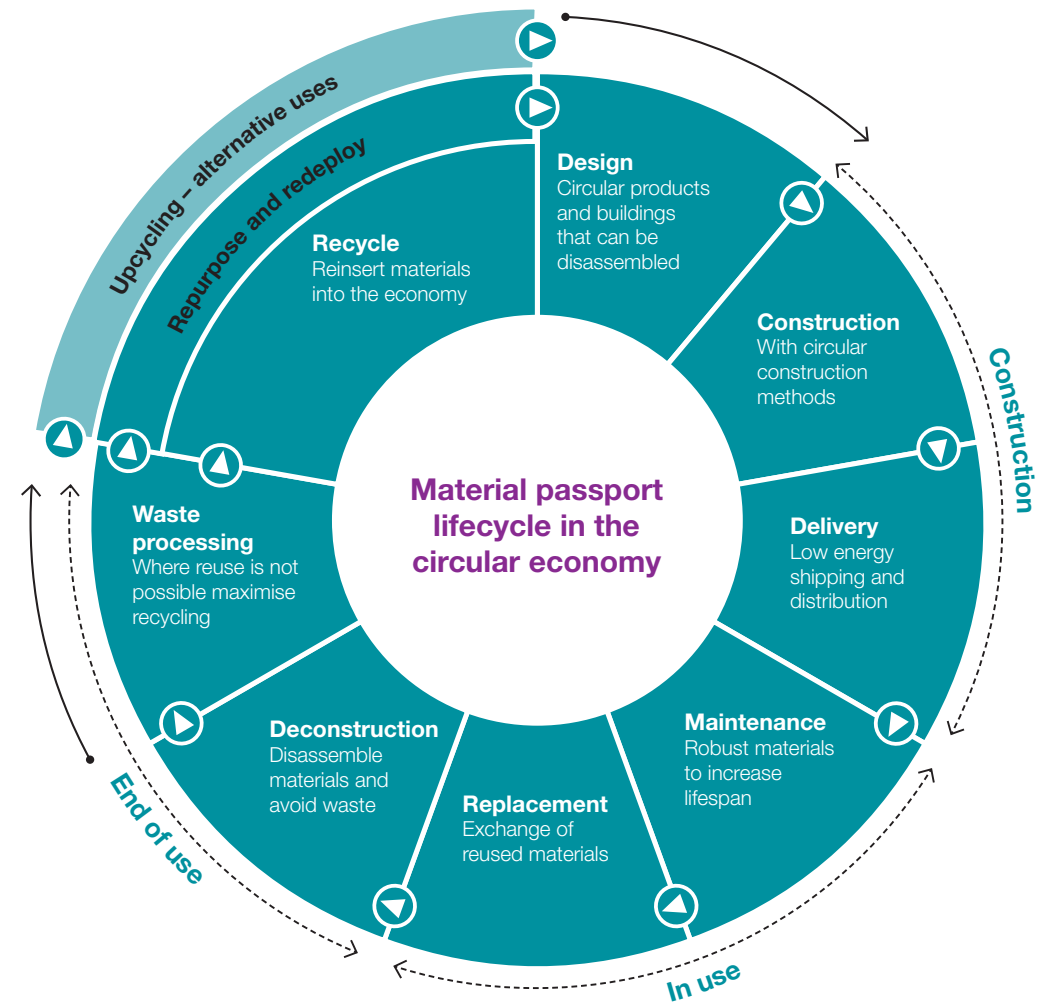 Upcycling – alternative uses
Repurpose and redeploy
Recycle
Reinsert materials
into the economy
Design
Circular products
and buildings
that can be
disassembled
Construction
With circular
construction
methods
Construction
Delivery
Low energy
shipping and
distribution
Maintenance
Robust materials
to increase
lifespan
In use
Replacement
Exchange of
reused materials
Deconstruction
Disassemble
materials and
avoid waste
End of use
Waste
processing
Where reuse is not
possible maximise
recycling
Material passport
lifecycle in the
circular economy